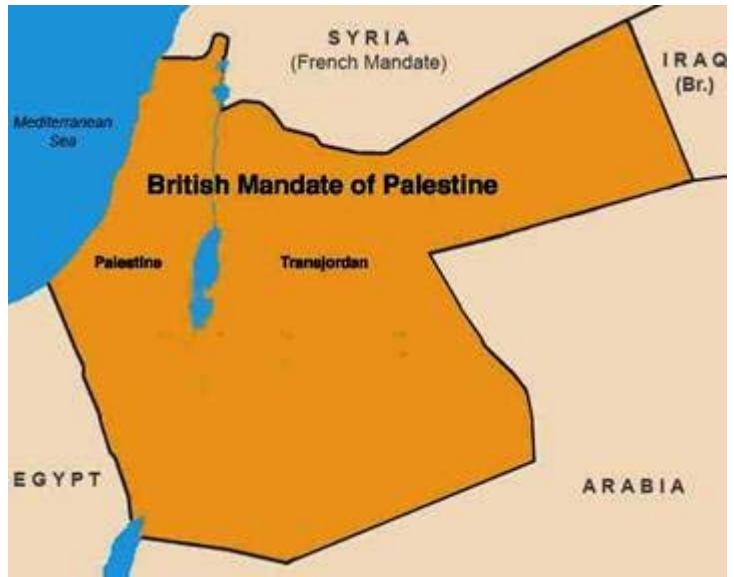 SYRIA
(French Mandate)
IRAQ
(Br.)
Mediterranean
Sea
British Mandate of Palestine
Palestine
Transjordan
EGYPT
ARABIA